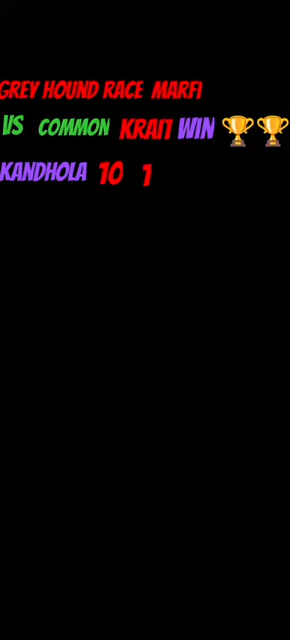 GREY HOUND RACE MARFI
VS COMMON KRAIT WIN 🏆🏆
KANDHOLA 10 1